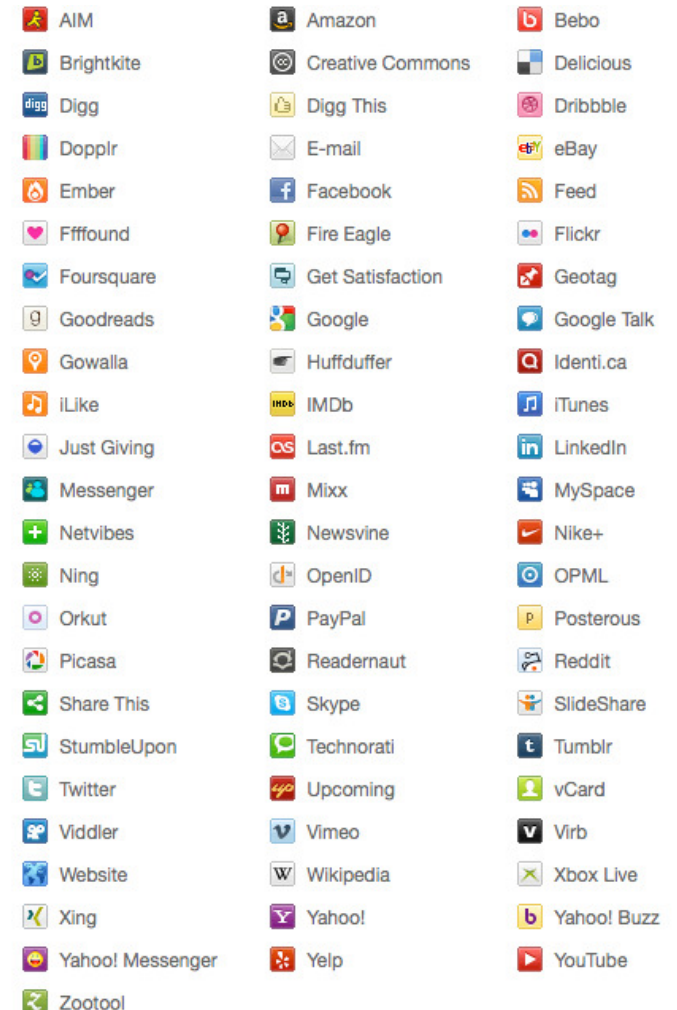 AIM Amazon Bebo
Brightkite Creative Commons Delicious
Digg Digg This Dribbble
Dopplr E-mail eBay
Ember Facebook Feed
Ffffound Fire Eagle Flickr
Foursquare Get Satisfaction Geotag
Goodreads Google Google Talk
Gowalla Huffduffer Identi.ca
iLike IMDb iTunes
Just Giving Last.fm LinkedIn
Messenger Mixx MySpace
Netvibes Newsvine Nike+
Ning OpenID OPML
Orkut PayPal Posterous
Picasa Readernaut Reddit
Share This Skype SlideShare
StumbleUpon Technorati Tumblr
Twitter Upcoming vCard
Viddler Vimeo Virb
Website Wikipedia Xbox Live
Xing Yahoo! Yahoo! Buzz
Yahoo! Messenger Yelp YouTube
Zootool